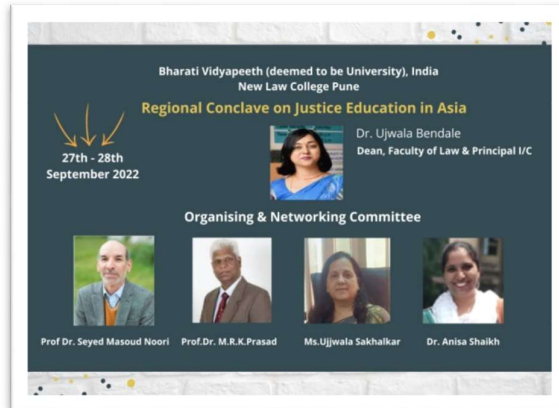 Bharati Vidyapeeth (deemed to be University), India
New Law College Pune
Regional Conclave on Justice Education in Asia
27th - 28th
September 2022
Dr. Ujwala Bendale
Dean, Faculty of Law & Principal I/C
Organising & Networking Committee
Prof Dr. Seyed Masoud Noori
Prof.Dr. M.R.K.Prasad
Ms.Ujjwala Sakhalkar
Dr. Anisa Shaikh